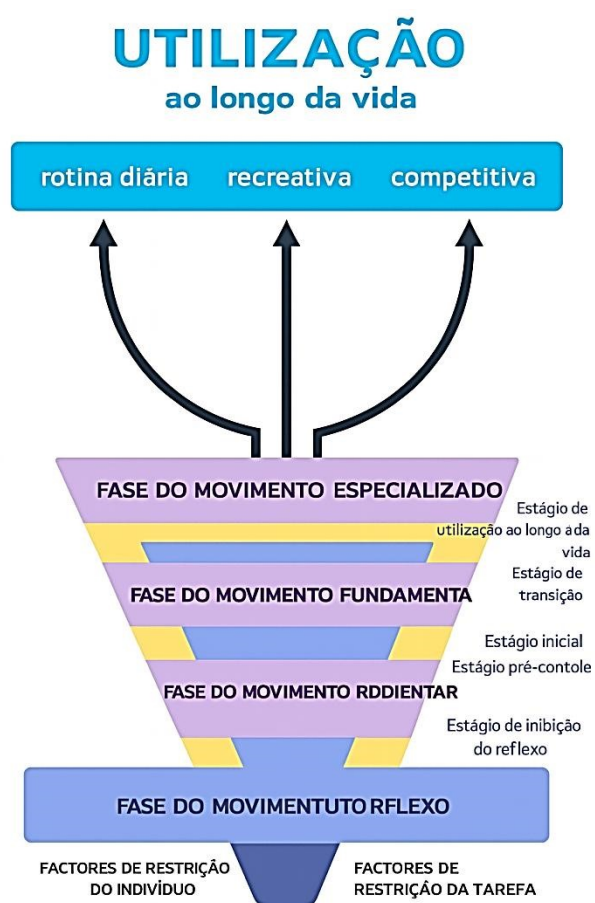 UTILIZAÇÃO
ao longo da vida
rotina diária recreativa competitiva
FASE DO MOVIMENTO ESPECIALIZADO
Estágio de
utilização ao longo ada
vida
FASE DO MOVIMENTO FUNDAMENTA
Estágio de
transição
Estágio inicial
Estágio pré-contole
FASE DO MOVIMENTO RDDIENTAR
Estágio de inibição
do reflexo
FASE DO MOVIMENTUTO RFLEXO
FACTORES DE RESTRIÇÃO
DO INDIVÍDUO
FACTORES DE
RESTRIÇÃO DA TAREFA